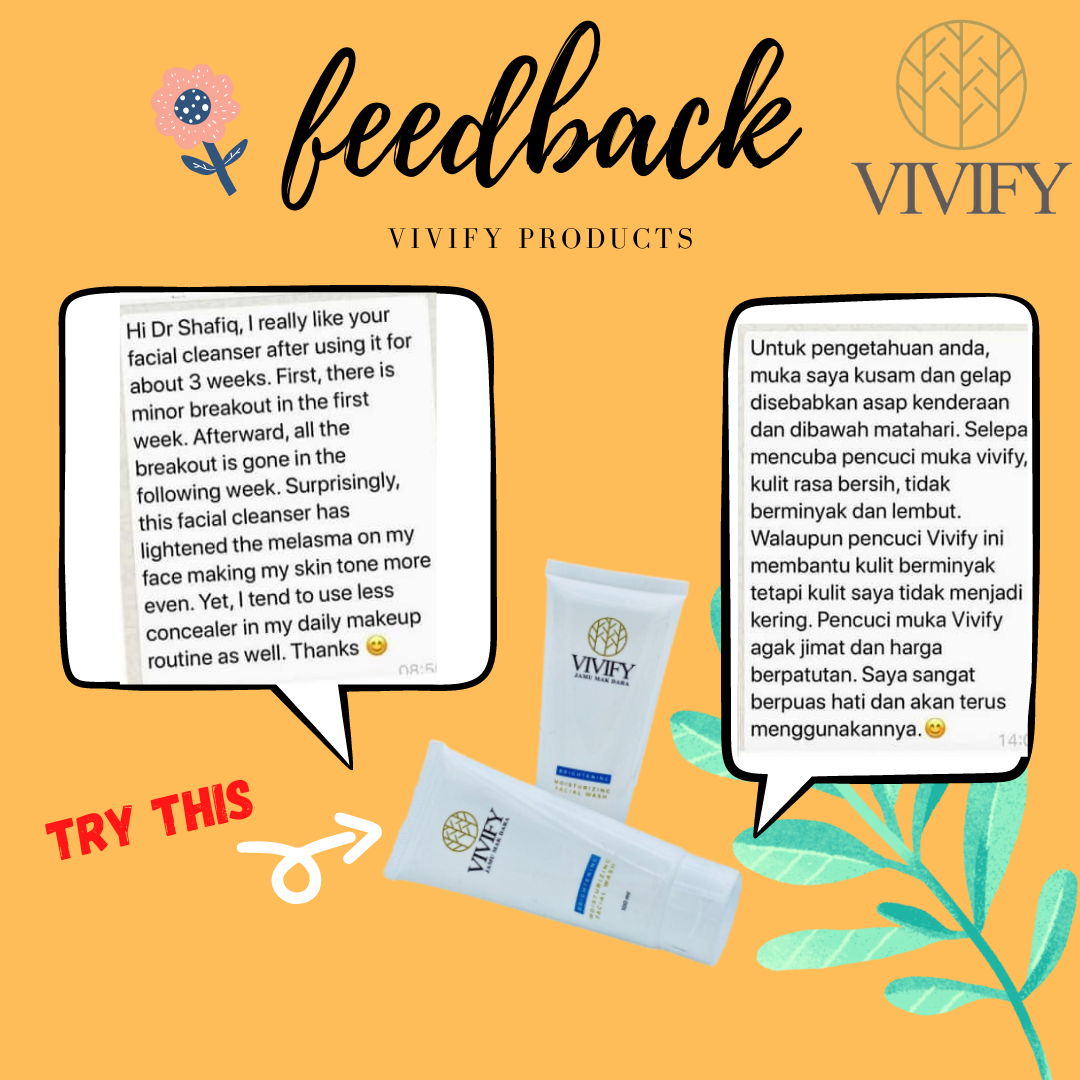 feedback
VIVIFY
VIVIFY PRODUCTS
Hi Dr Shafiq, I really like your
facial cleanser after using it for
about 3 weeks. First, there is
minor breakout in the first
week. Afterward, all the
breakout is gone in the
following week. Surprisingly,
this facial cleanser has
lightened the melasma on my
face making my skin tone more
even. Yet, I tend to use less
concealer in my daily makeup
routine as well. Thanks 😊
Untuk pengetahuan anda,
muka saya kusam dan gelap
disebabkan asap kenderaan
dan dibawah matahari. Selepa
mencuba pencuci muka vivify,
kulit rasa bersih, tidak
berminyak dan lembut.
Walaupun pencuci Vivify ini
membantu kulit berminyak
tetapi kulit saya tidak menjadi
kering. Pencuci muka Vivify
agak jimat dan harga
berpatutan. Saya sangat
berpuas hati dan akan terus
menggunakannya. 😊
VIVIFY
JAMU MAK DARA
BRIGHTENING
MOISTURIZING
FACIAL WASH
TRY THIS
VIVIFY
JAMU MAK DARA
BRIGHTENING
MOISTURIZING
FACIAL WASH
100 ml